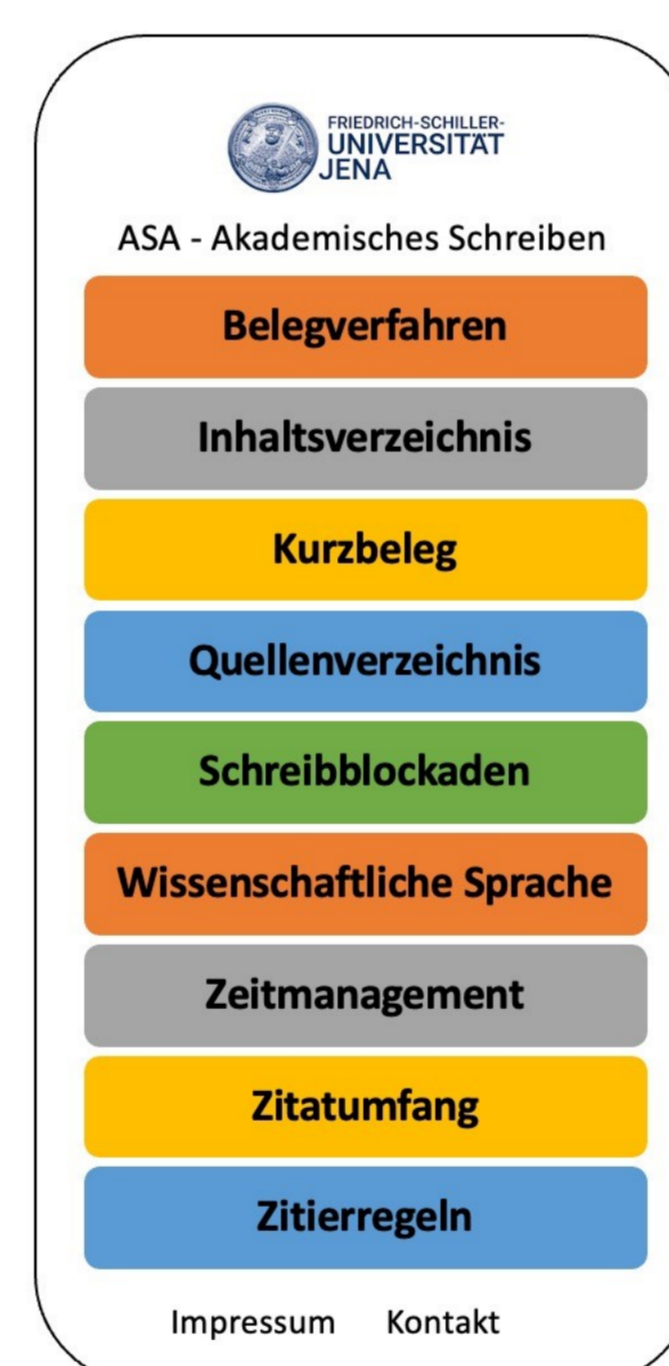 FRIEDRICH-SCHILLER-
UNIVERSITÄT
JENA
ASA - Akademisches Schreiben
Belegverfahren
Inhaltsverzeichnis
Kurzbeleg
Quellenverzeichnis
Schreibblockaden
Wissenschaftliche Sprache
Zeitmanagement
Zitatumfang
Zitierregeln
Impressum Kontakt